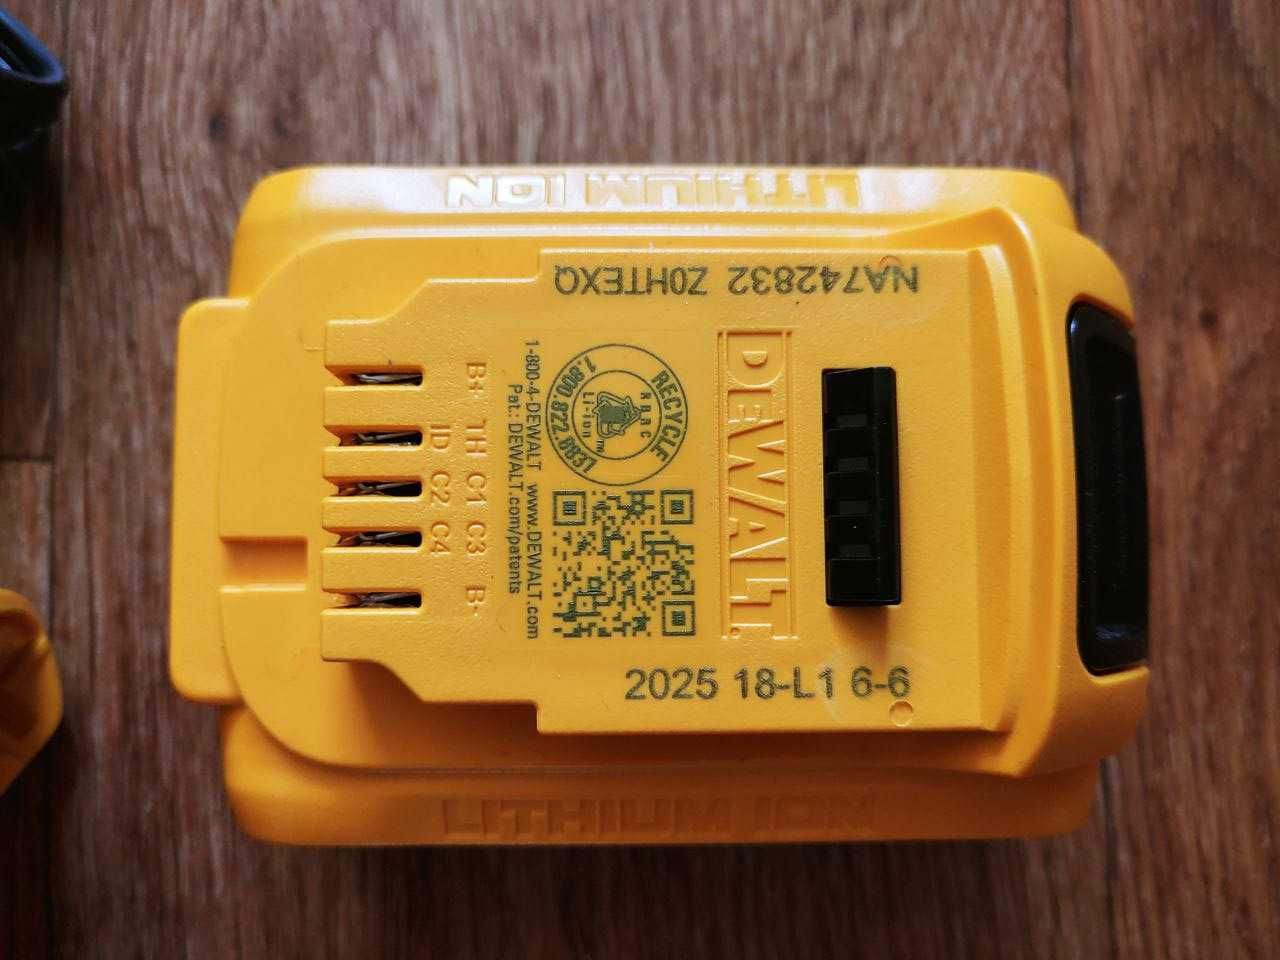 LITHIUM ION
NA742832 Z0HTEXQ
DEWALT.
RECYCLE
RBRC
Li-Ion
TM
1.800.822.8837
1-800-4-DEWALT www.DEWALT.com
Pat.: DEWALT.com/patents
B+ TH C1 C3 B-
ID C2 C4
2025 18-L1 6-6
LITHIUM ION